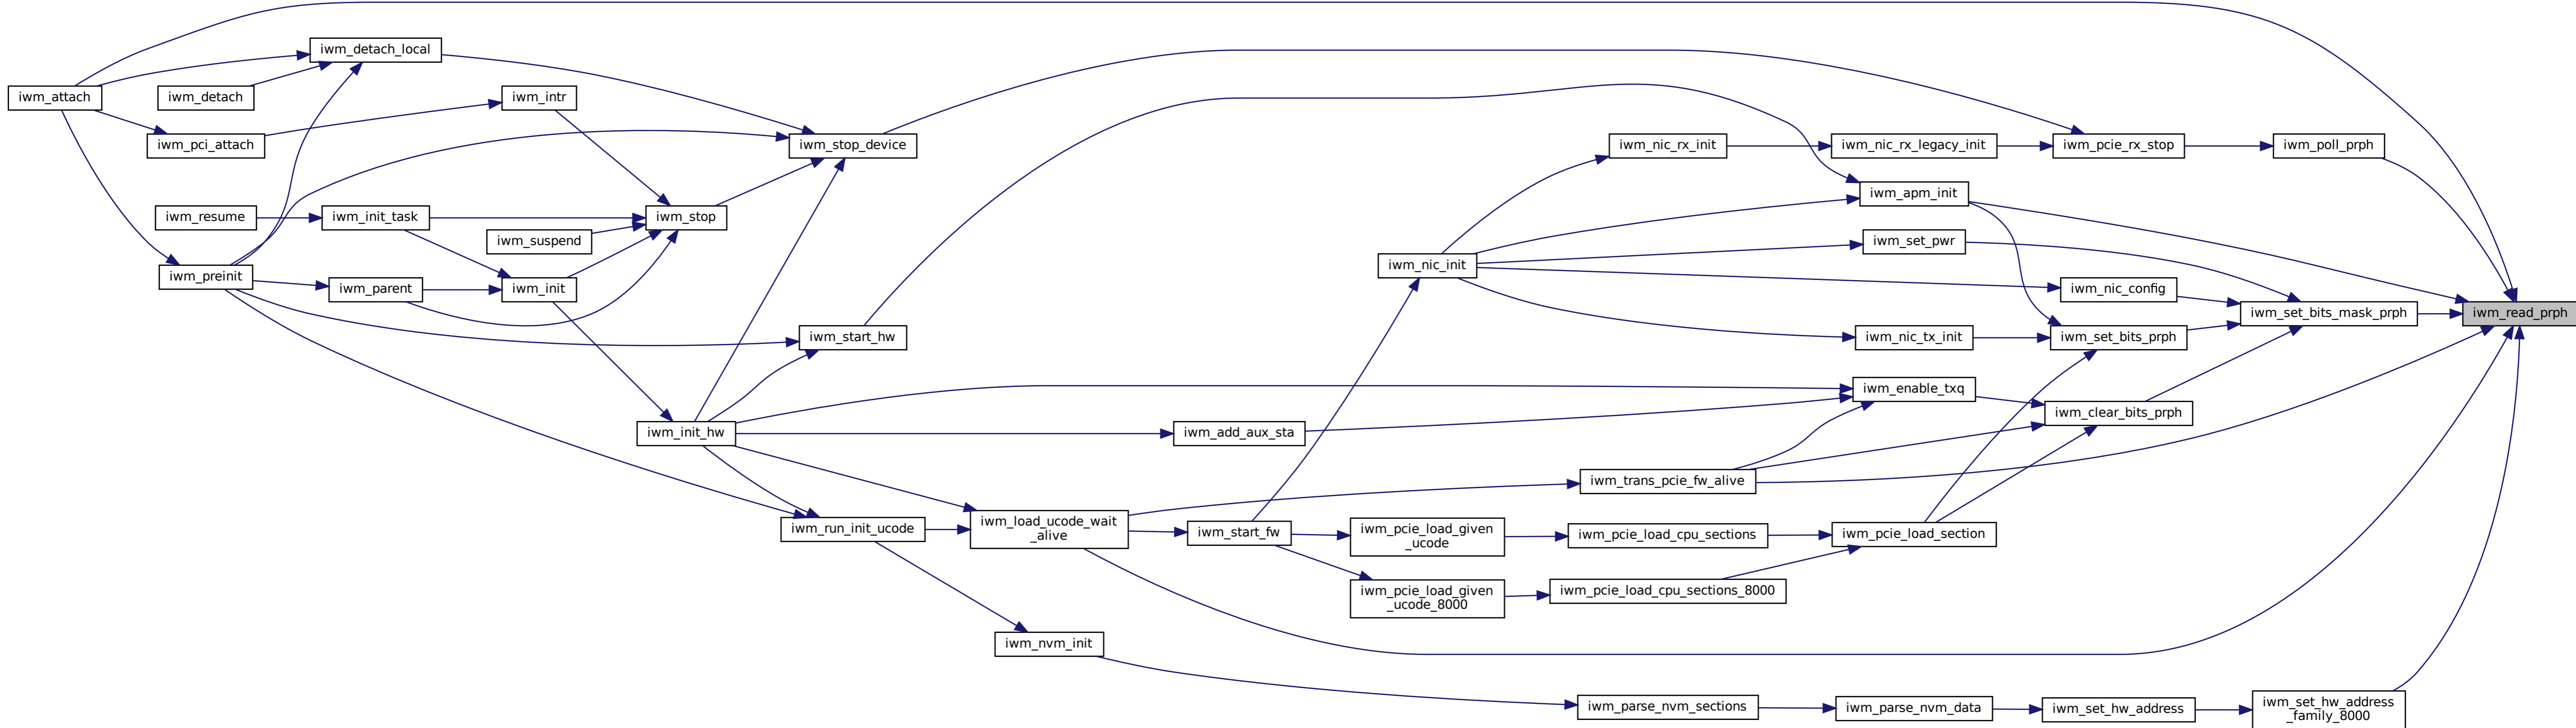 iwm_detach_local
iwm_attach
iwm_detach
iwm_intr
iwm_pci_attach
iwm_stop_device
iwm_nic_rx_init
iwm_nic_rx_legacy_init
iwm_pcie_rx_stop
iwm_poll_prph
iwm_apm_init
iwm_resume
iwm_init_task
iwm_stop
iwm_suspend
iwm_set_pwr
iwm_nic_init
iwm_preinit
iwm_parent
iwm_init
iwm_nic_config
iwm_set_bits_mask_prph
iwm_read_prph
iwm_start_hw
iwm_nic_tx_init
iwm_set_bits_prph
iwm_enable_txq
iwm_clear_bits_prph
iwm_init_hw
iwm_add_aux_sta
iwm_trans_pcie_fw_alive
iwm_run_init_ucode
iwm_load_ucode_wait
_alive
iwm_start_fw
iwm_pcie_load_given
_ucode
iwm_pcie_load_cpu_sections
iwm_pcie_load_section
iwm_pcie_load_given
_ucode_8000
iwm_pcie_load_cpu_sections_8000
iwm_nvm_init
iwm_parse_nvm_sections
iwm_parse_nvm_data
iwm_set_hw_address
iwm_set_hw_address
_family_8000